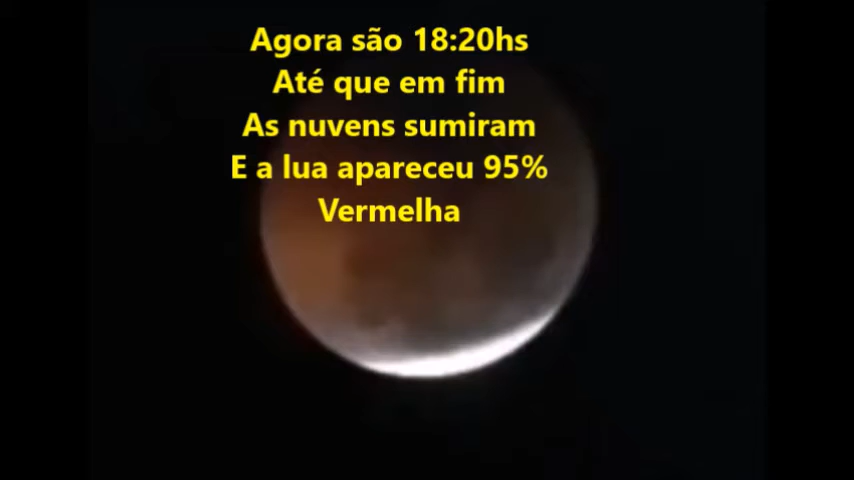 Agora são 18:20hs
Até que em fim
As nuvens sumiram
E a lua apareceu 95%
Vermelha